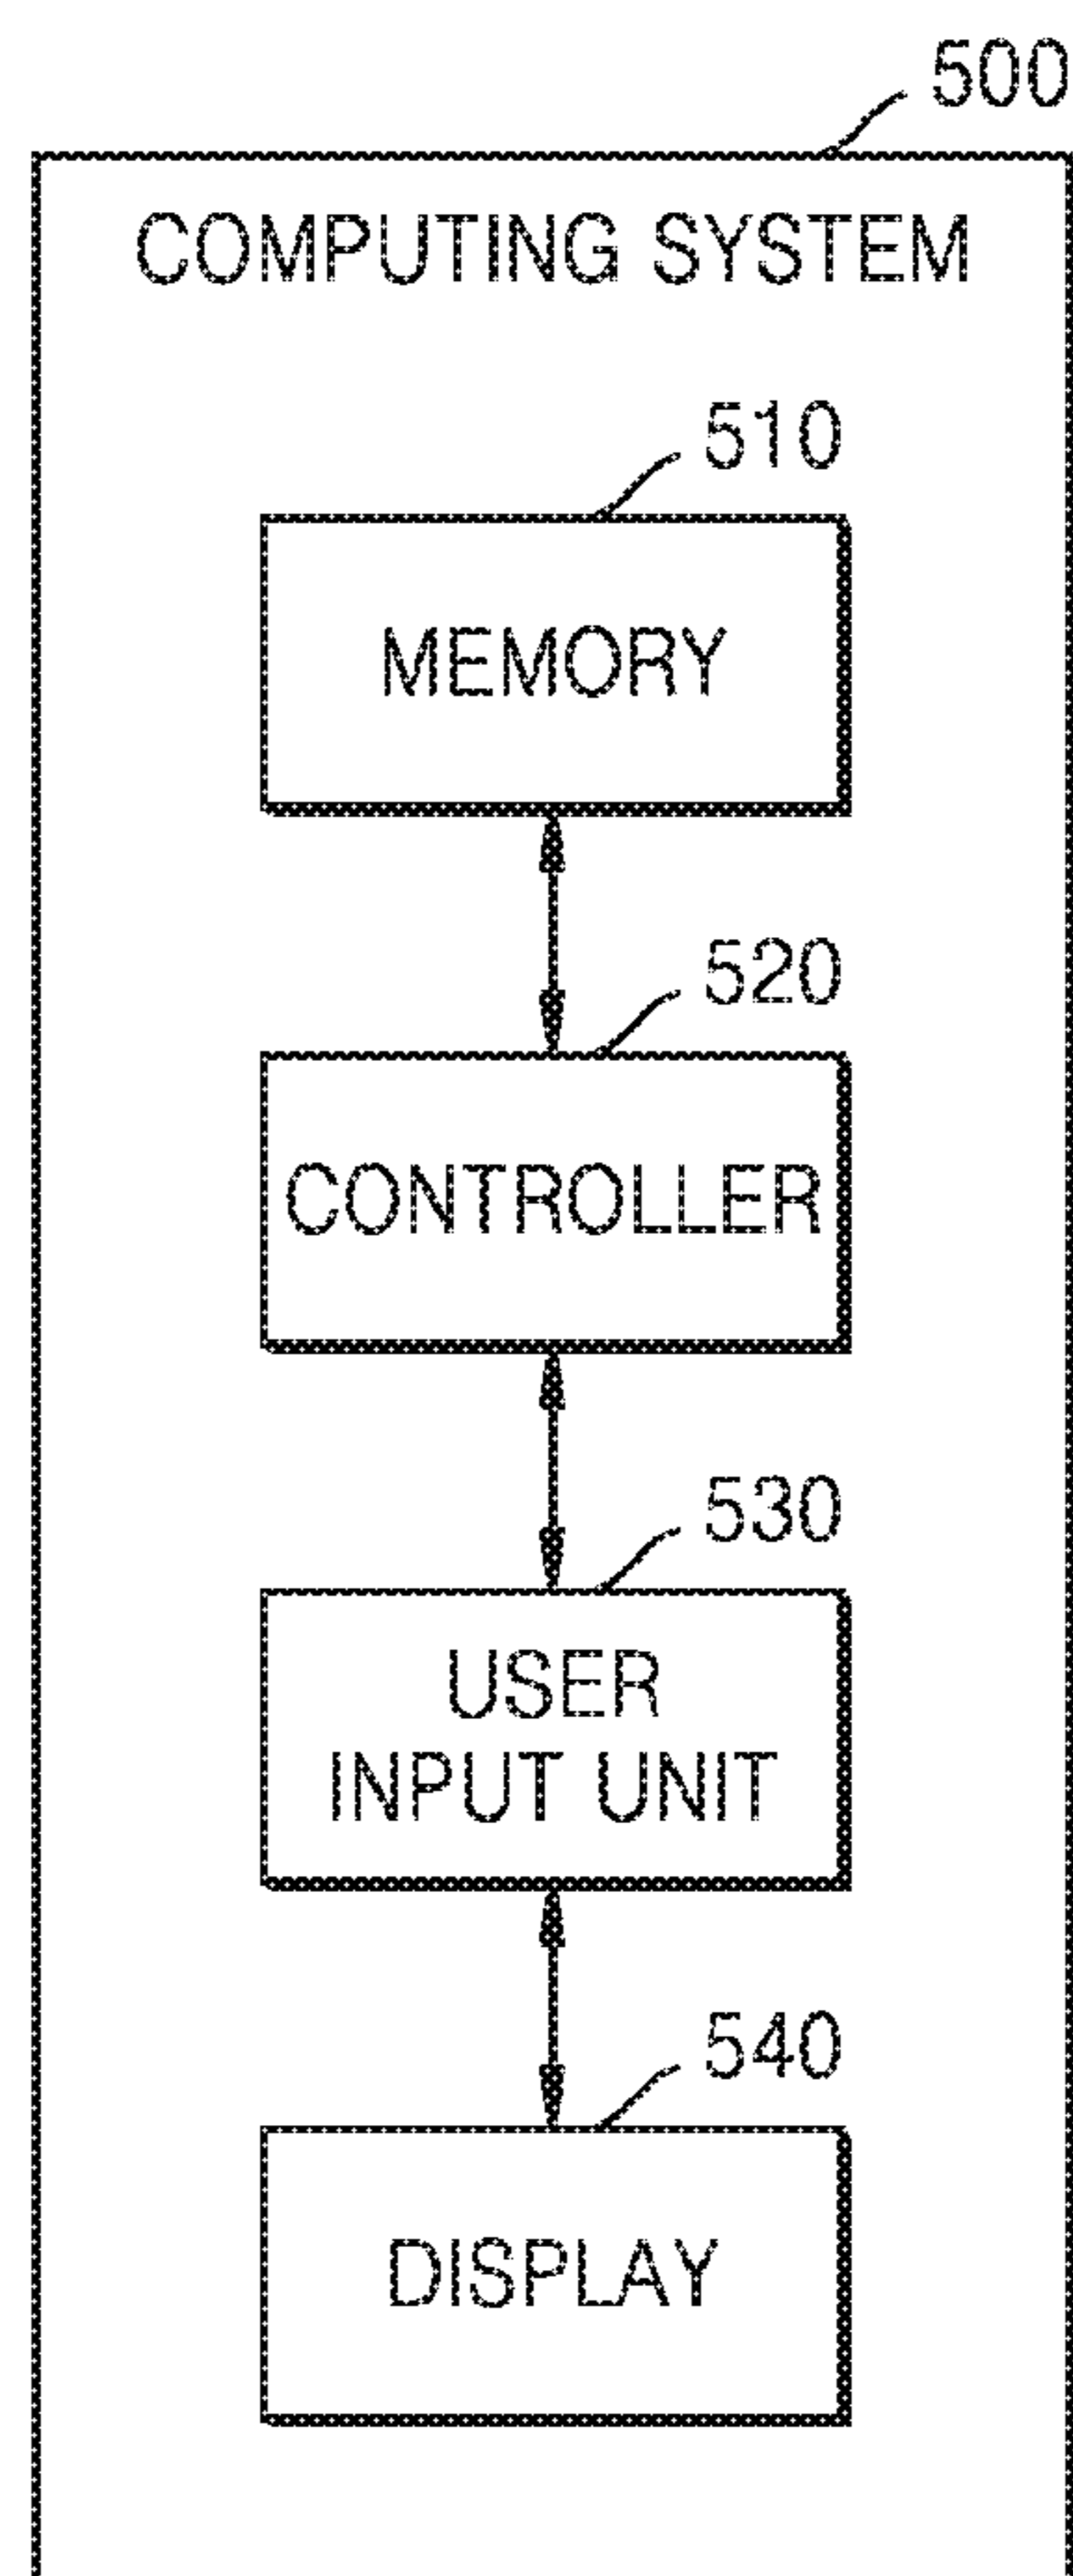 500
COMPUTING SYSTEM
510
MEMORY
520
CONTROLLER
530
USER
INPUT UNIT
540
DISPLAY